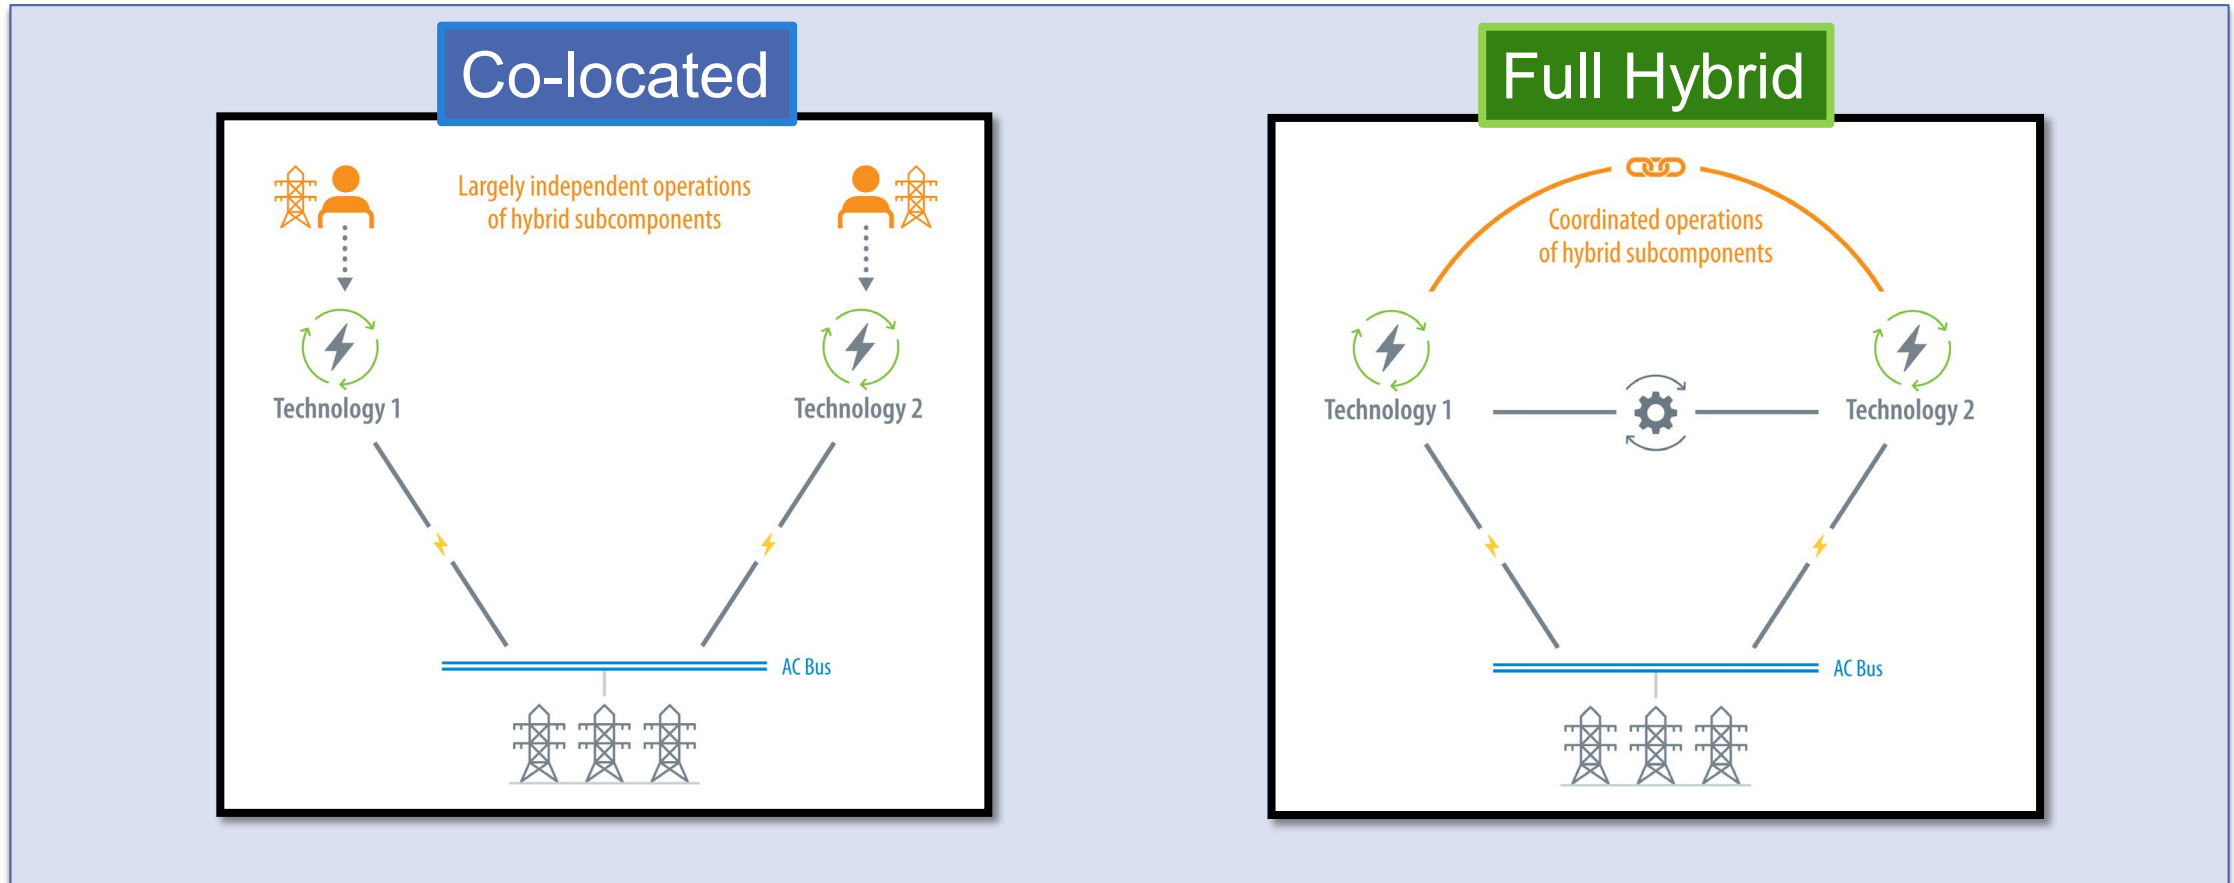 Co-located
Largely independent operations
of hybrid subcomponents
Technology 1
Technology 2
AC Bus
Full Hybrid
Coordinated operations
of hybrid subcomponents
Technology 1
Technology 2
AC Bus